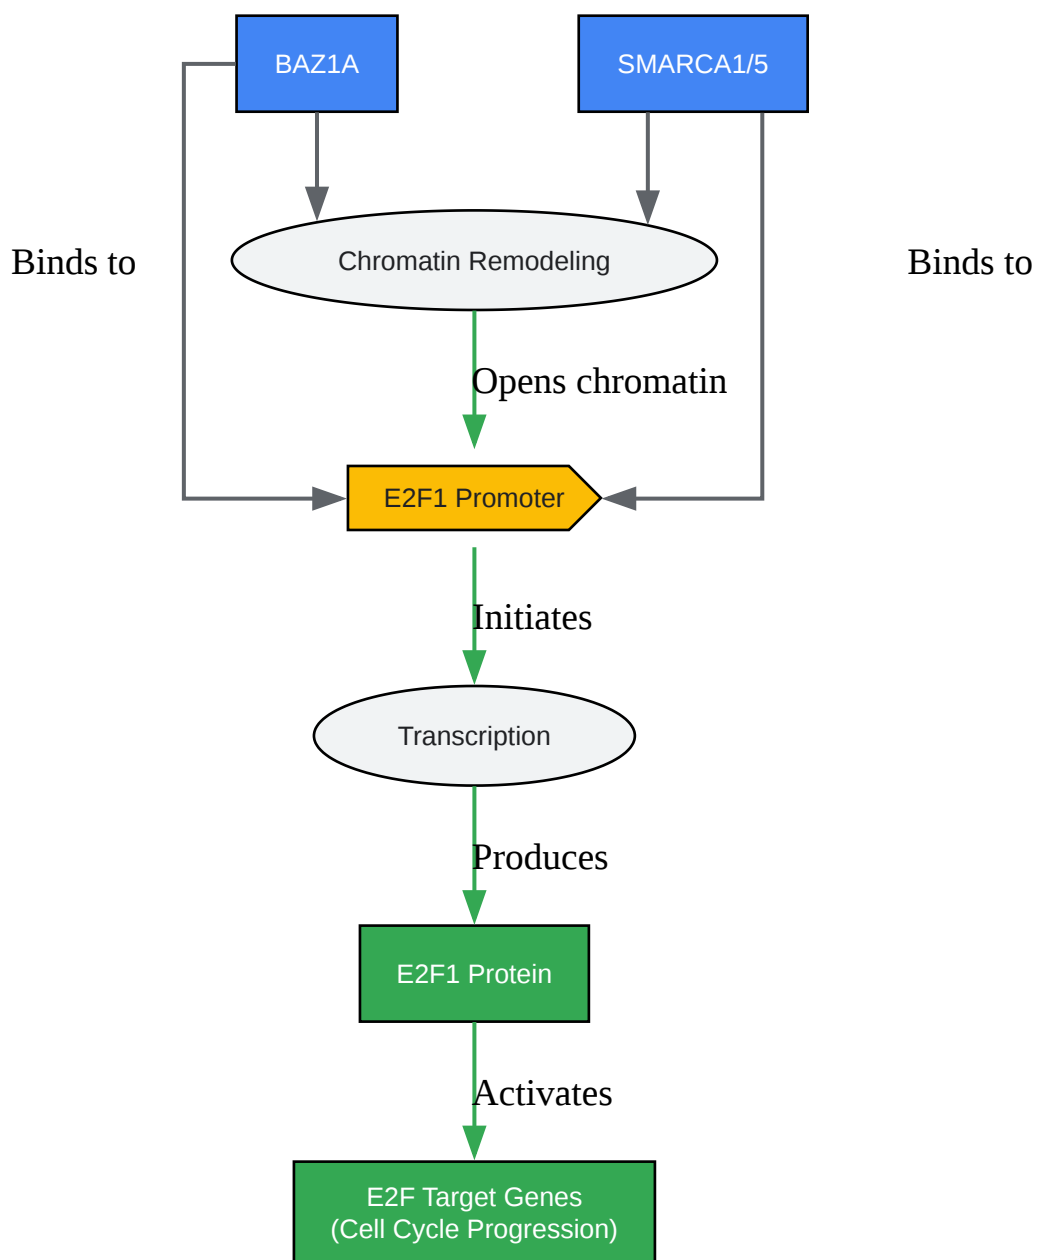 BAZ1A
SMARCA1/5
Binds to
Chromatin Remodeling
Binds to
Opens chromatin
E2F1 Promoter
Initiates
Transcription
Produces
E2F1 Protein
Activates
E2F Target Genes
(Cell Cycle Progression)